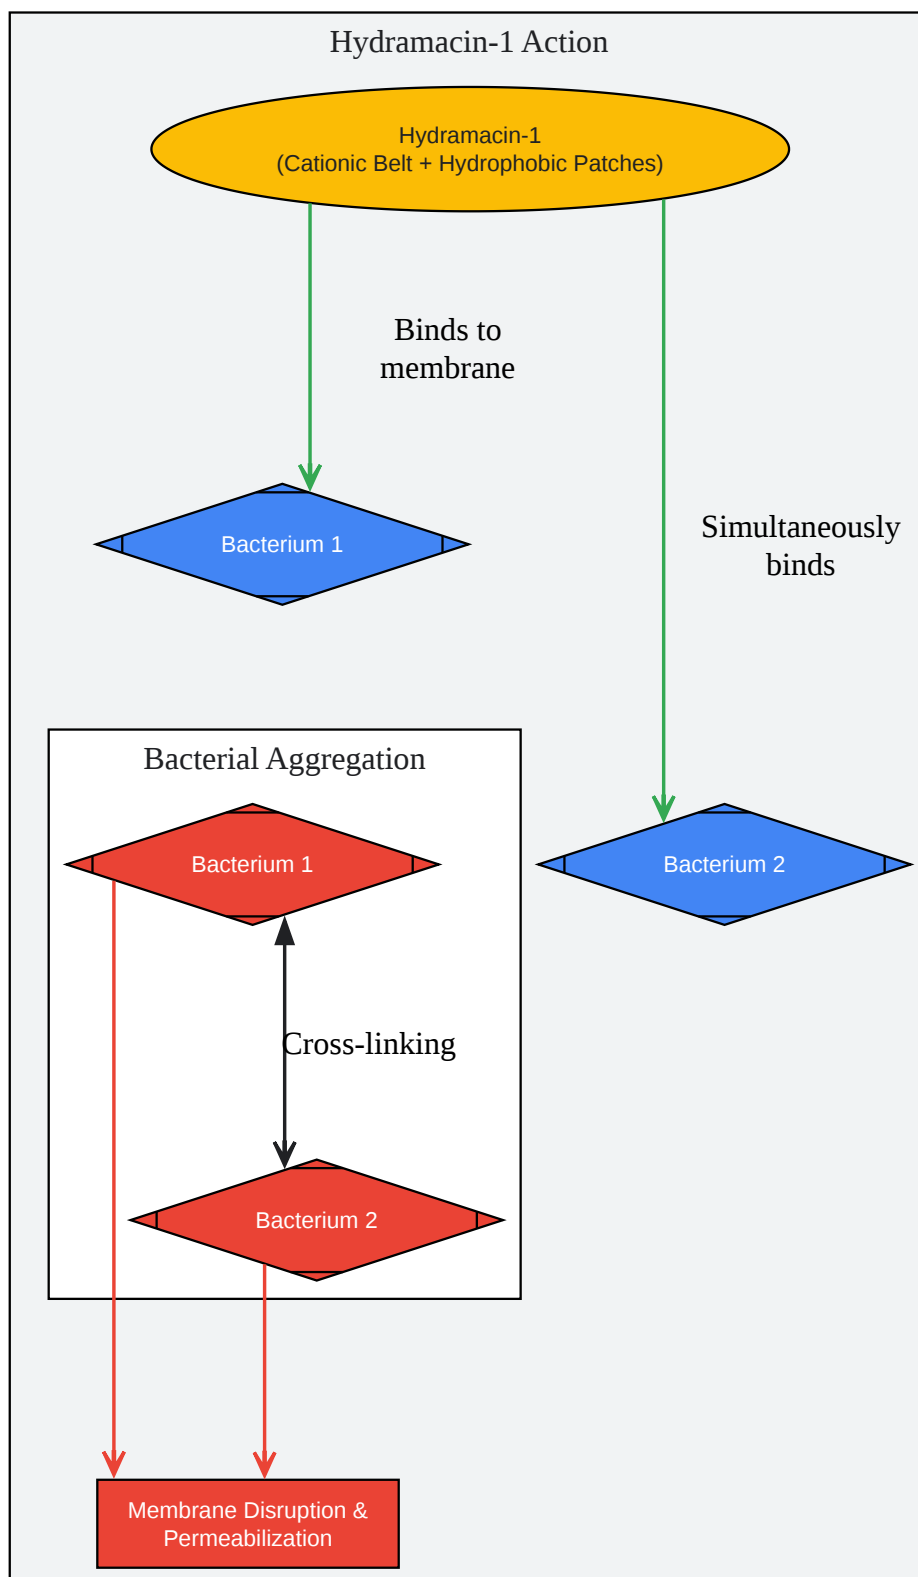 Hydramacin-1 Action
Hydramacin-1
(Cationic Belt + Hydrophobic Patches)
Binds to
membrane
Bacterium 1
Simultaneously
binds
Bacterial Aggregation
Bacterium 1
Bacterium 2
Cross-linking
Bacterium 2
Membrane Disruption &
Permeabilization